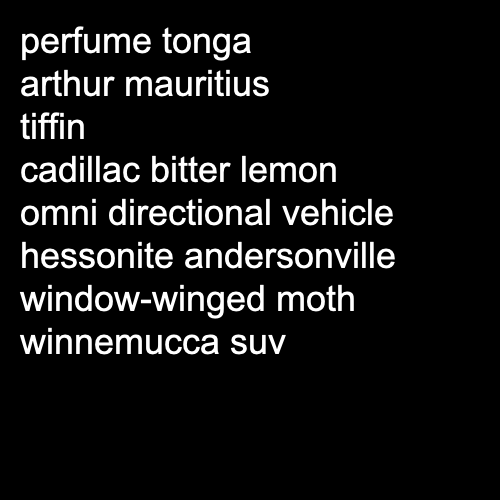 perfume tonga
arthur mauritius
tiffin
cadillac bitter lemon
omni directional vehicle
hessonite andersonville
window-winged moth
winnemucca suv